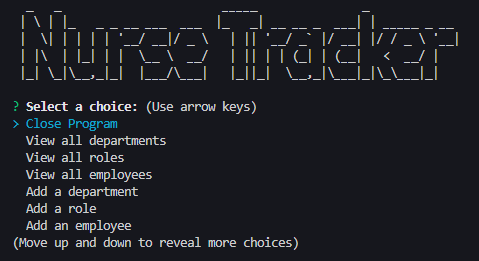 Nurse Tracker
? Select a choice: (Use arrow keys)
> Close Program
View all departments
View all roles
View all employees
Add a department
Add a role
Add an employee
(Move up and down to reveal more choices)